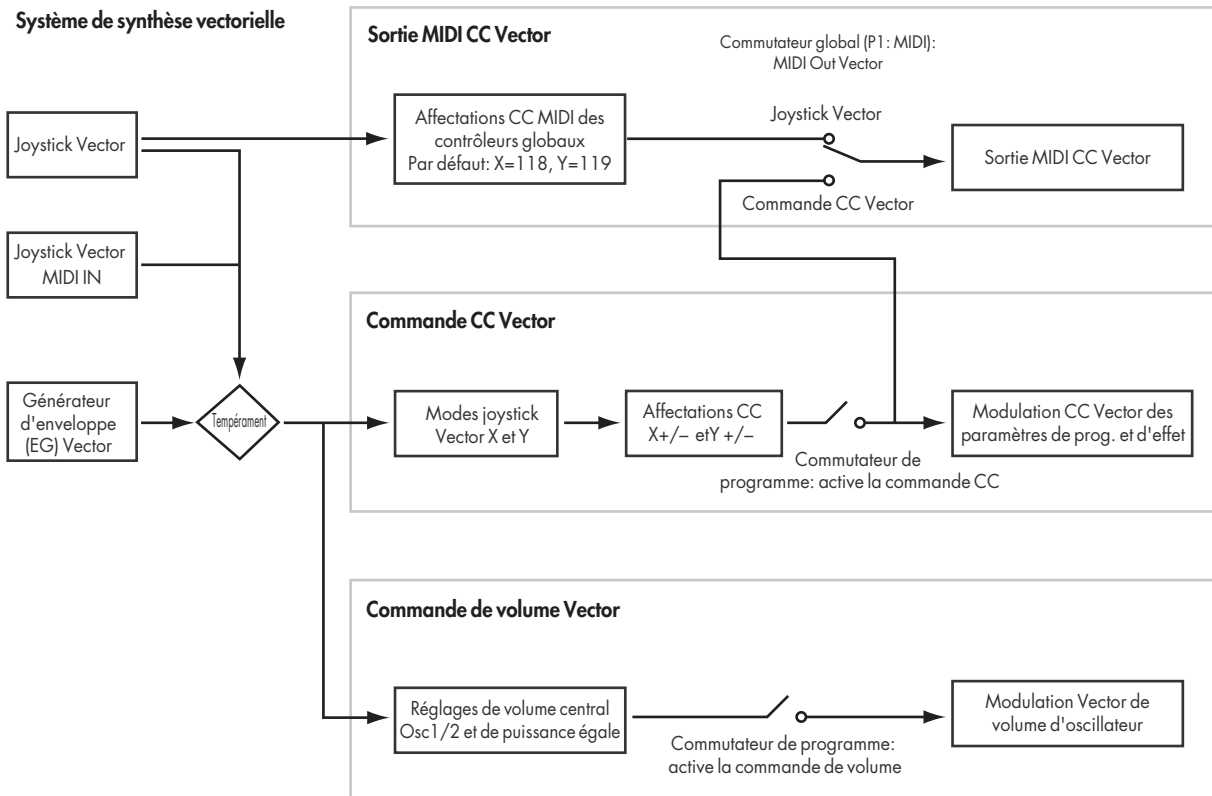 Système de synthèse vectorielle
Sortie MIDI CC Vector
Commutateur global (P1: MIDI):
MIDI Out Vector
Joystick Vector
Affectations CC MIDI des
contrôleurs globaux
Par défaut: X=118, Y=119
Joystick Vector
Sortie MIDI CC Vector
Commande CC Vector
Joystick Vector
MIDI IN
Commande CC Vector
Générateur
d'enveloppe
(EG) Vector
Tempérament
Modes joystick
Vector X et Y
Affectations CC
X+/− etY +/−
Commutateur de
programme: active la commande CC
Modulation CC Vector des
paramètres de prog. et d'effet
Commande de volume Vector
Réglages de volume central
Osc1/2 et de puissance égale
Commutateur de programme:
active la commande de volume
Modulation Vector de
volume d'oscillateur